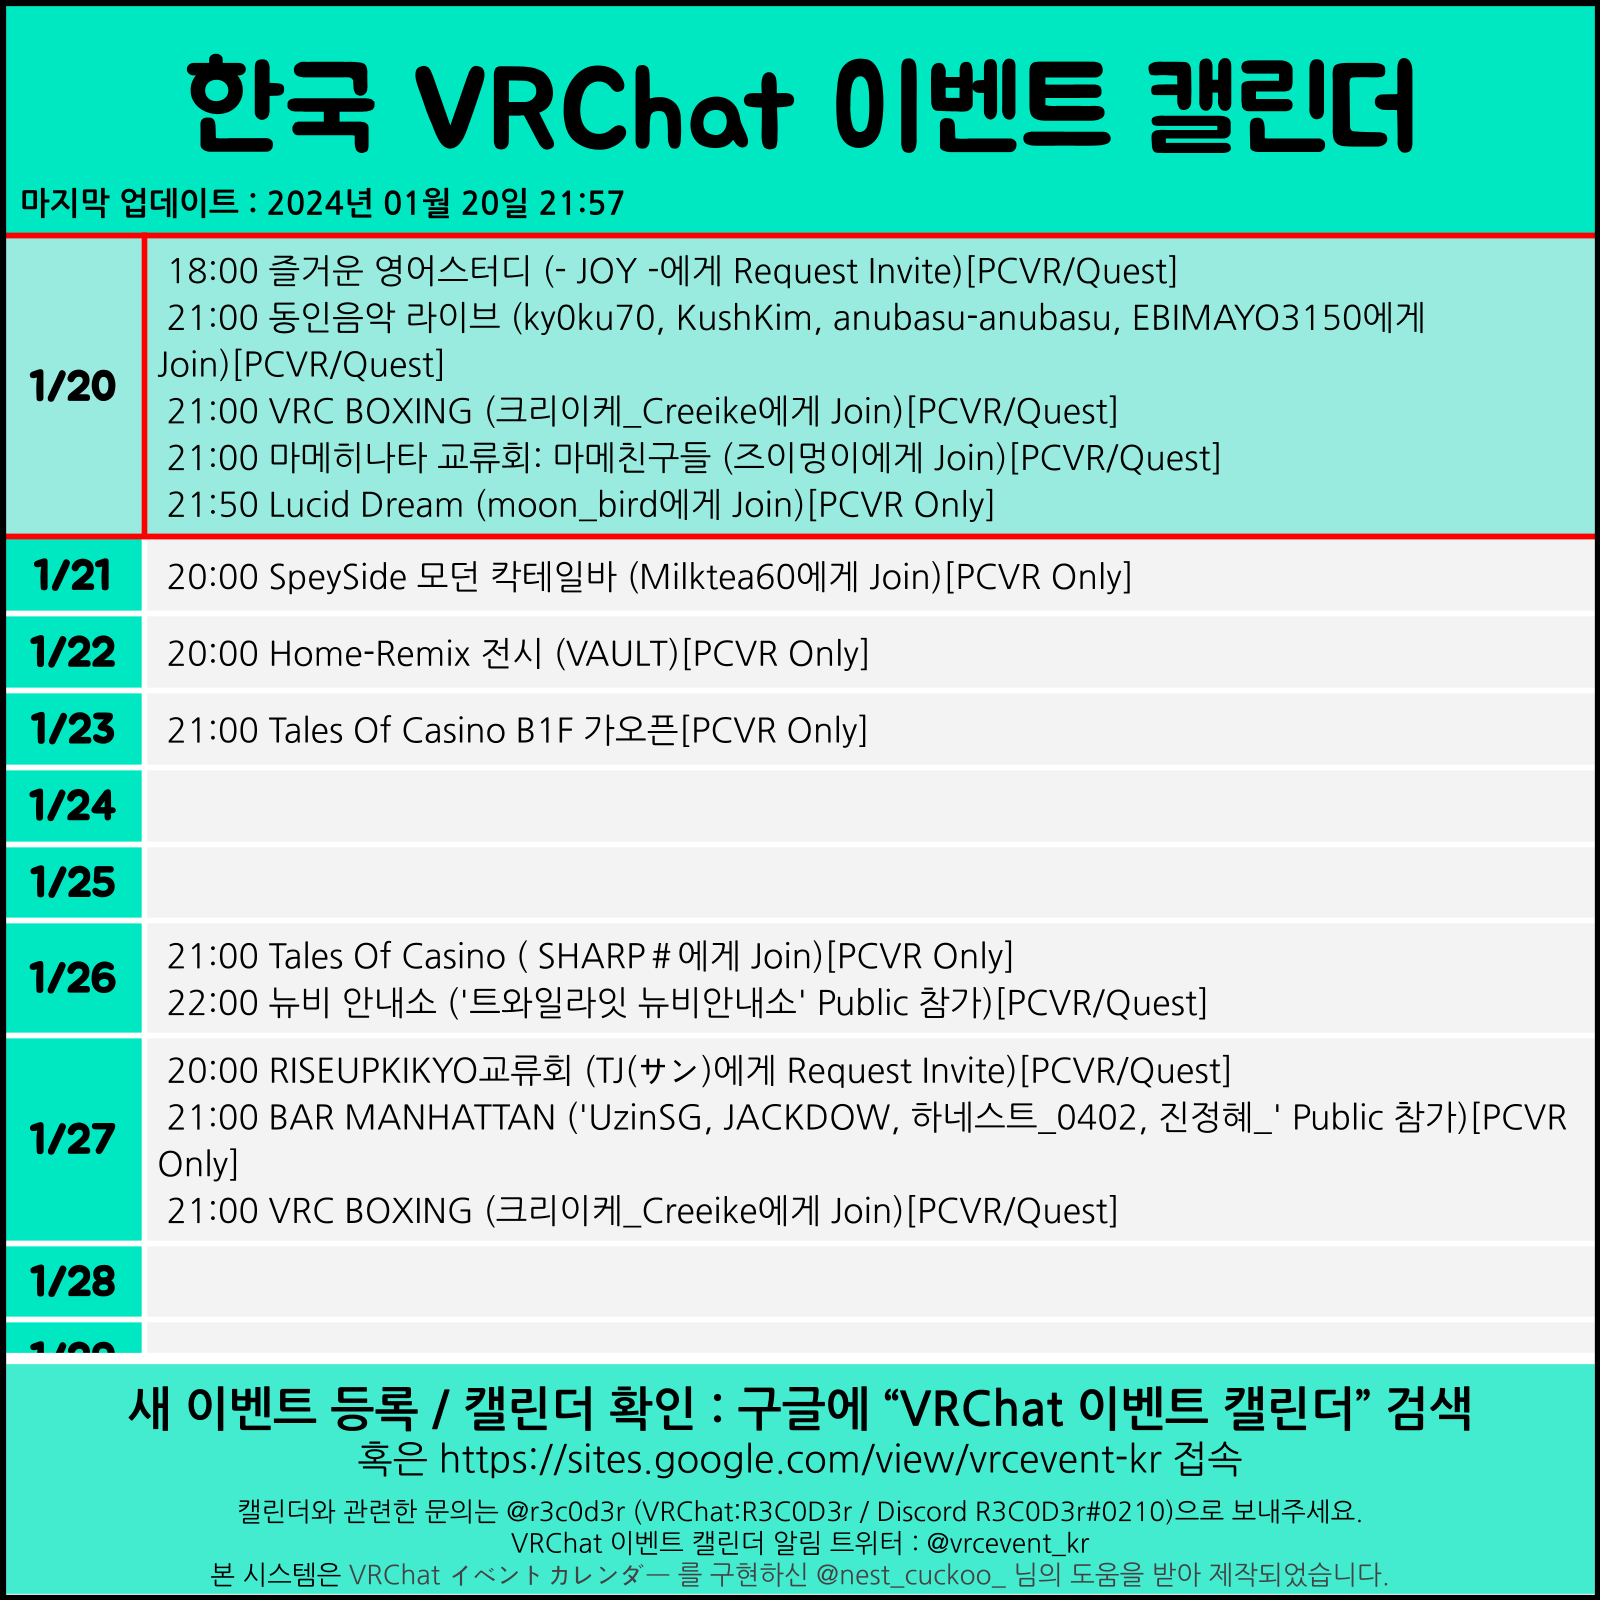 한국 VRChat 이벤트 캘린더
마지막 업데이트 : 2024년 01월 20일 21:57
1/20
18:00 즐거운 영어스터디 (- JOY -에게 Request Invite)[PCVR/Quest]
21:00 동인음악 라이브 (ky0ku70, KushKim, anubasu-anubasu, EBIMAYO3150에게
Join)[PCVR/Quest]
21:00 VRC BOXING (크리이케_Creeike에게 Join)[PCVR/Quest]
21:00 마메히나타 교류회: 마메친구들 (즈이멍이에게 Join)[PCVR/Quest]
21:50 Lucid Dream (moon_bird에게 Join)[PCVR Only]
1/21
20:00 SpeySide 모던 칵테일바 (Milktea60에게 Join)[PCVR Only]
1/22
20:00 Home-Remix 전시 (VAULT)[PCVR Only]
1/23
21:00 Tales Of Casino B1F 가오픈[PCVR Only]
1/24
1/25
1/26
21:00 Tales Of Casino ( SHARP＃에게 Join)[PCVR Only]
22:00 뉴비 안내소 ('트와일라잇 뉴비안내소' Public 참가)[PCVR/Quest]
1/27
20:00 RISEUPKIKYO교류회 (TJ(サン)에게 Request Invite)[PCVR/Quest]
21:00 BAR MANHATTAN ('UzinSG, JACKDOW, 하네스트_0402, 진정혜_' Public 참가)[PCVR
Only]
21:00 VRC BOXING (크리이케_Creeike에게 Join)[PCVR/Quest]
1/28
새 이벤트 등록 / 캘린더 확인 : 구글에 “VRChat 이벤트 캘린더” 검색
혹은 https://sites.google.com/view/vrcevent-kr 접속
캘린더와 관련한 문의는 @r3c0d3r (VRChat:R3C0D3r / Discord R3C0D3r#0210)으로 보내주세요.
VRChat 이벤트 캘린더 알림 트위터 : @vrcevent_kr
본 시스템은 VRChat イベントカレンダー 를 구현하신 @nest_cuckoo_ 님의 도움을 받아 제작되었습니다.